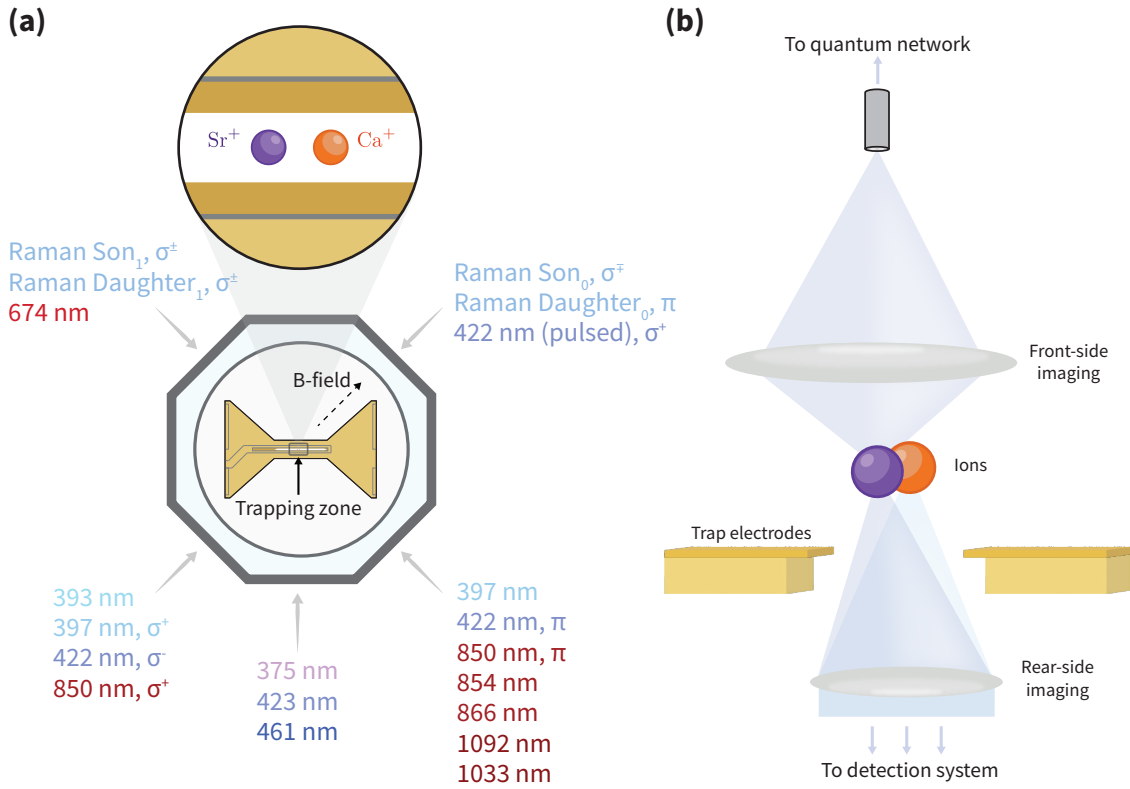 (a)
Sr⁺
Ca⁺
Raman Son₁, σ±
Raman Daughter₁, σ±
674 nm
Raman Son₀, σ∓
Raman Daughter₀, π
422 nm (pulsed), σ⁺
B-field
Trapping zone
393 nm
397 nm, σ⁺
422 nm, σ⁻
850 nm, σ⁺
375 nm
423 nm
461 nm
397 nm
422 nm, π
850 nm, π
854 nm
866 nm
1092 nm
1033 nm
(b)
To quantum network
Front-side
imaging
Ions
Trap electrodes
Rear-side
imaging
To detection system